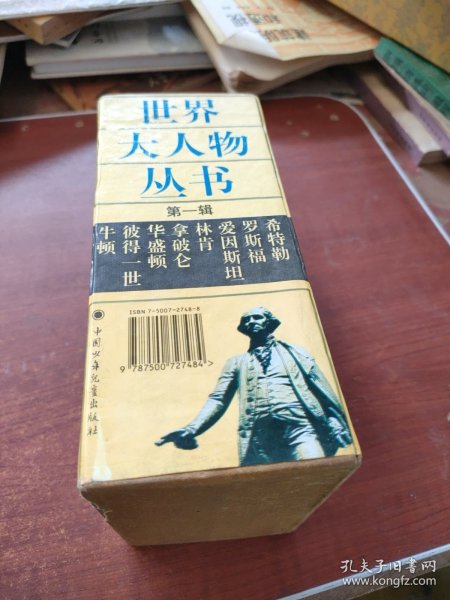 世界
大人物
丛书
第一辑
希特勒
罗斯福
爱因斯坦
林肯
拿破仑
华盛顿
彼得一世
牛顿
ISBN 7-5007-2748-8
9 787500 727484 >
中国少年儿童出版社
孔夫子旧书网
www.kongfz.com